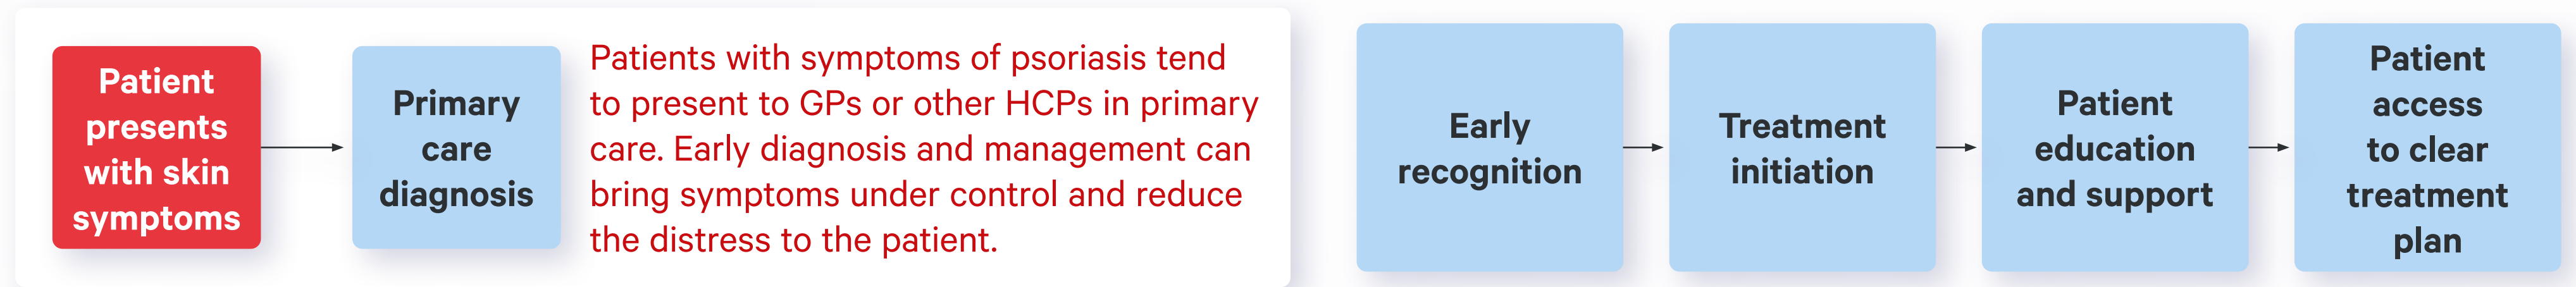 Patient
presents
with skin
symptoms
Primary
care
diagnosis
Patients with symptoms of psoriasis tend
to present to GPs or other HCPs in primary
care. Early diagnosis and management can
bring symptoms under control and reduce
the distress to the patient.
Early
recognition
Treatment
initiation
Patient
education
and support
Patient
access
to clear
treatment
plan